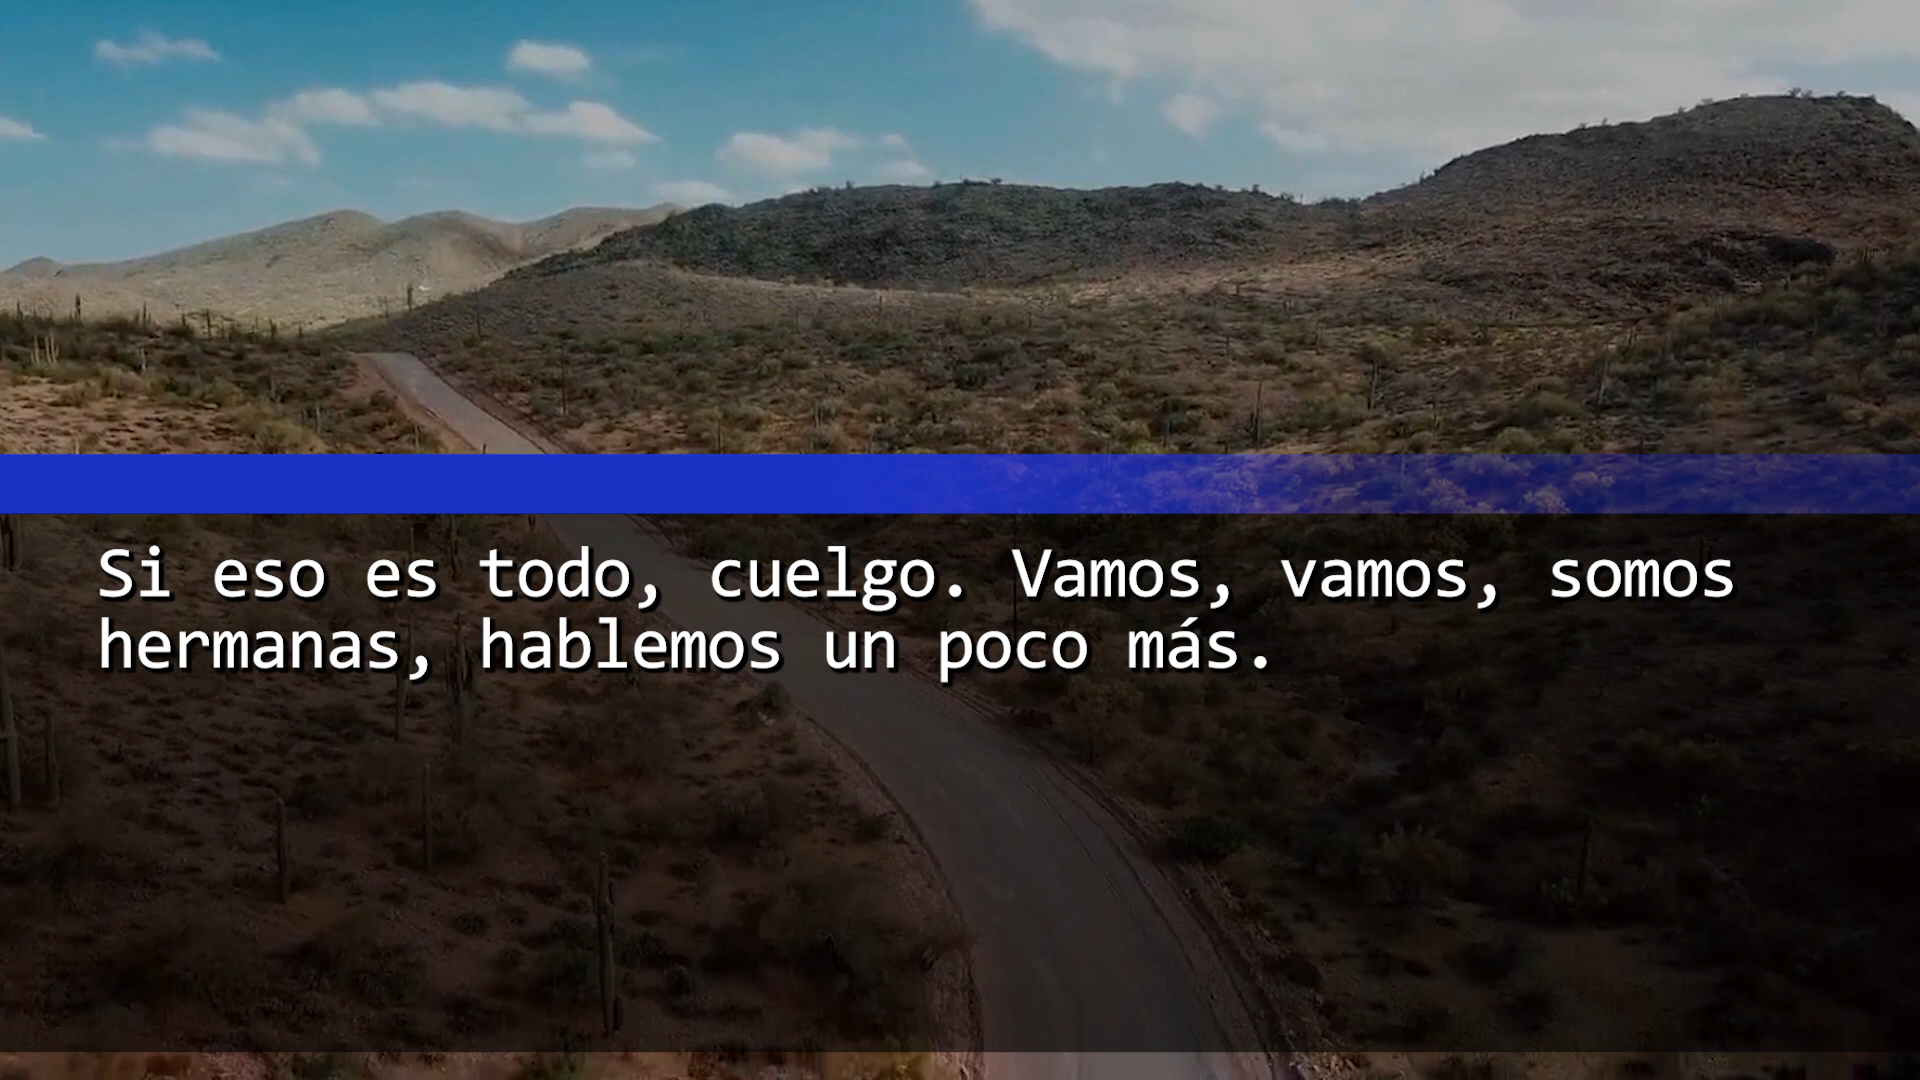 Si eso es todo, cuelgo. Vamos, vamos, somos
hermanas, hablemos un poco más.